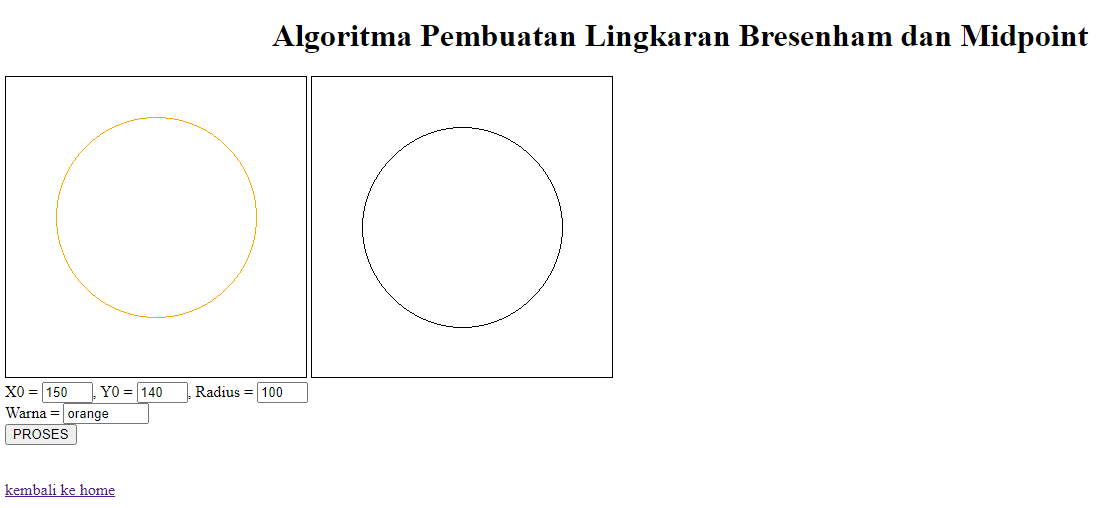 Algoritma Pembuatan Lingkaran Bresenham dan Midpoint
X0 = 150, Y0 = 140, Radius = 100
Warna = orange
PROSES
kembali ke home